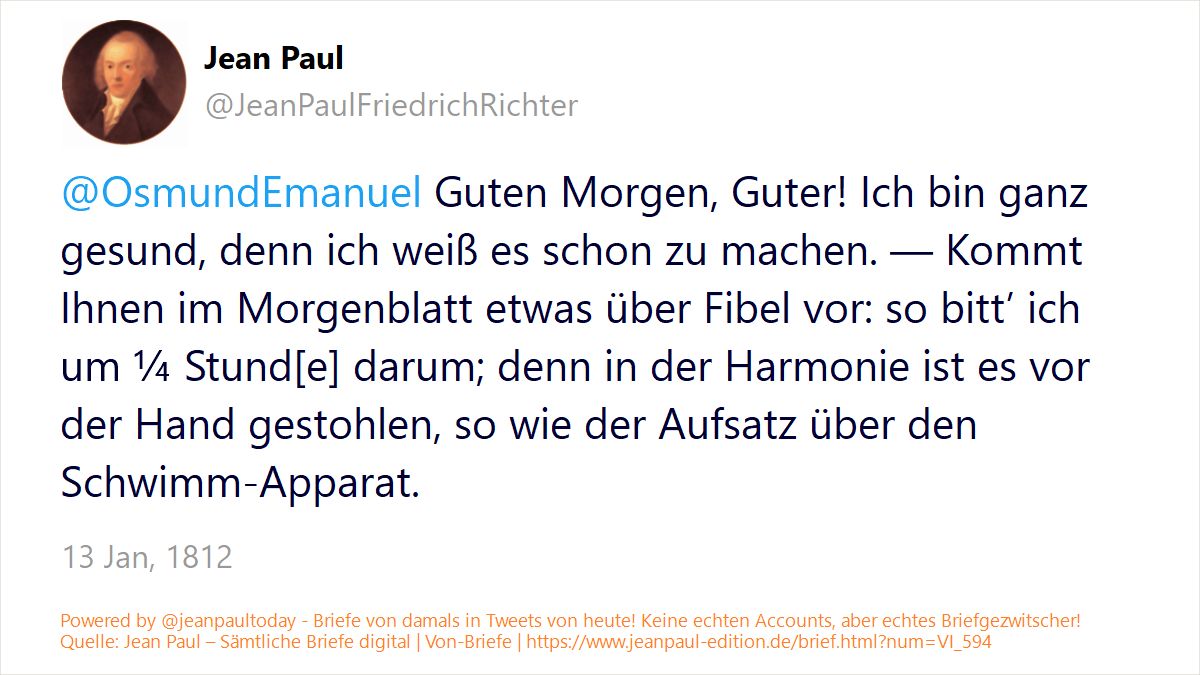 Jean Paul
@JeanPaulFriedrichRichter
@OsmundEmanuel Guten Morgen, Guter! Ich bin ganz
gesund, denn ich weiß es schon zu machen. — Kommt
Ihnen im Morgenblatt etwas über Fibel vor: so bitt’ ich
um ¼ Stund[e] darum; denn in der Harmonie ist es vor
der Hand gestohlen, so wie der Aufsatz über den
Schwimm-Apparat.
13 Jan, 1812
Powered by @jeanpaultoday - Briefe von damals in Tweets von heute! Keine echten Accounts, aber echtes Briefgezwitscher!
Quelle: Jean Paul – Sämtliche Briefe digital | Von-Briefe | https://www.jeanpaul-edition.de/brief.html?num=VI_594